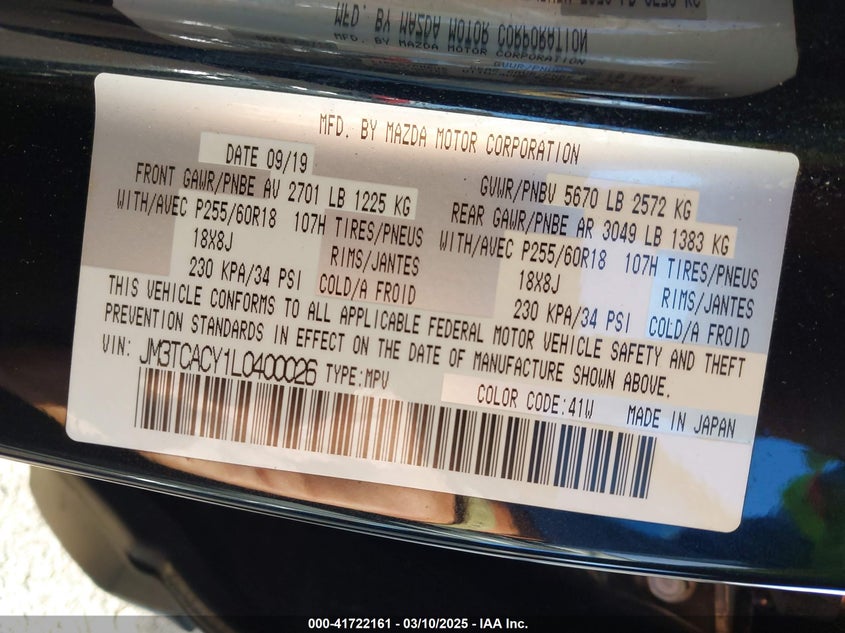 MFD. BY MAZDA MOTOR CORPORATION
MFD. BY MAZDA MOTOR CORPORATION
MFD. BY MAZDA MOTOR CORPORATION
DATE 09/19
GVWR/PNBV 5670 LB 2572 KG
FRONT GAWR/PNBE AV 2701 LB 1225 KG
REAR GAWR/PNBE AR 3049 LB 1383 KG
WITH/AVEC P255/60R18 107H TIRES/PNEUS
WITH/AVEC P255/60R18 107H TIRES/PNEUS
18X8J RIMS/JANTES
18X8J RIMS/JANTES
230 KPA/34 PSI COLD/A FROID
230 KPA/34 PSI COLD/A FROID
THIS VEHICLE CONFORMS TO ALL APPLICABLE FEDERAL MOTOR VEHICLE SAFETY AND THEFT
PREVENTION STANDARDS IN EFFECT ON THE DATE OF MANUFACTURE SHOWN ABOVE.
VIN: JM3TCACY1L0400026 TYPE:MPV
COLOR CODE:41W MADE IN JAPAN
000-41722161 - 03/10/2025 - IAA Inc.